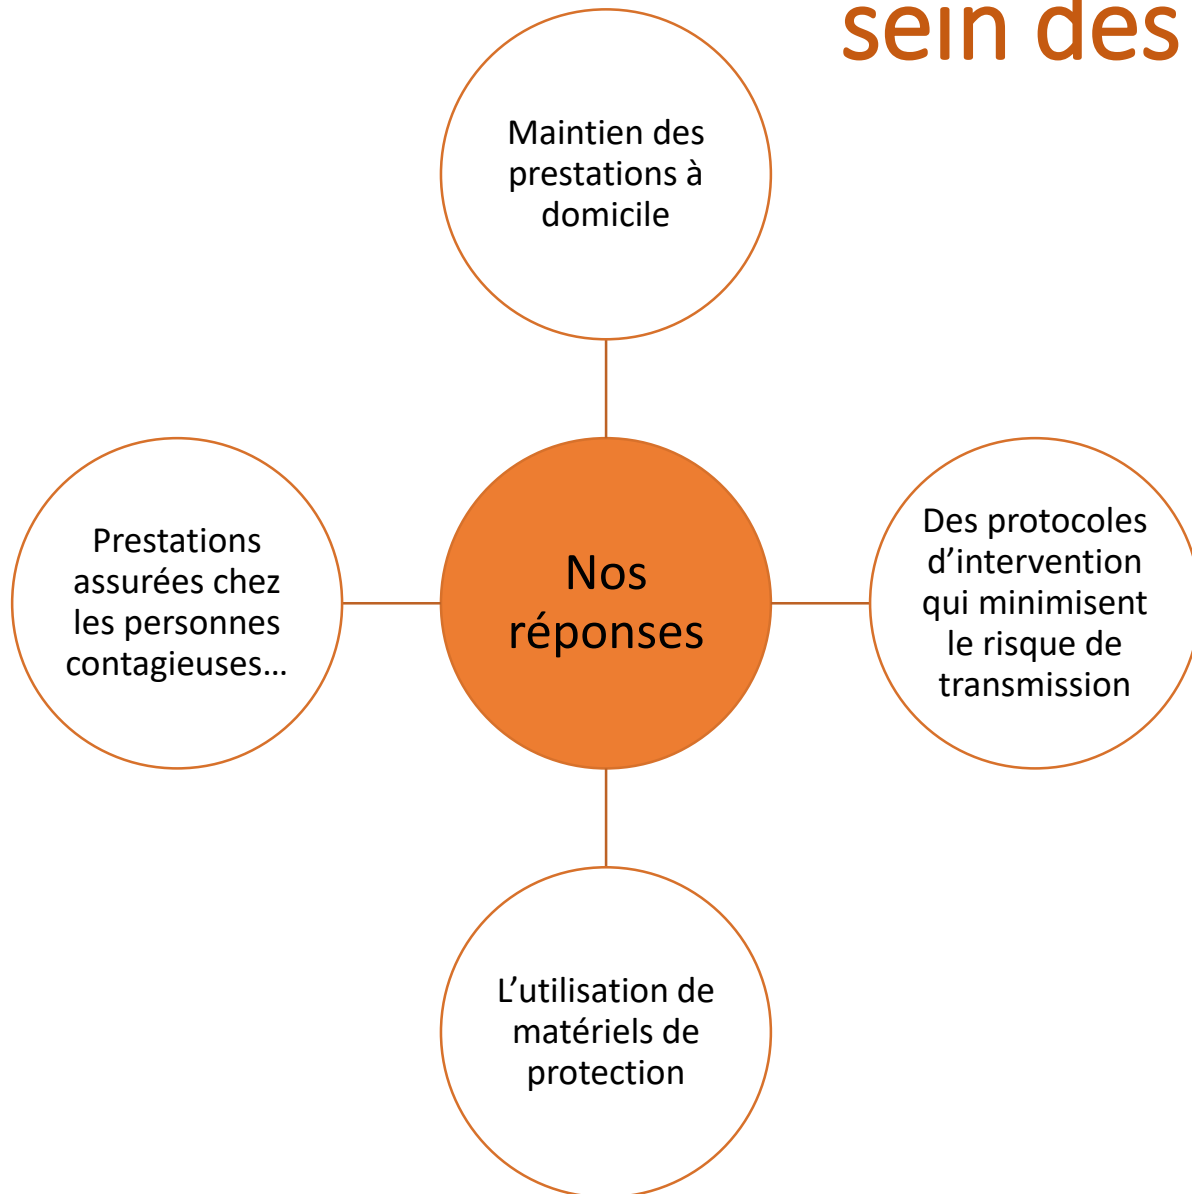 sein des
Maintien des
prestations à
domicile
Prestations
assurées chez
les personnes
contagieuses…
Nos
réponses
Des protocoles
d’intervention
qui minimisent
le risque de
transmission
L’utilisation de
matériels de
protection